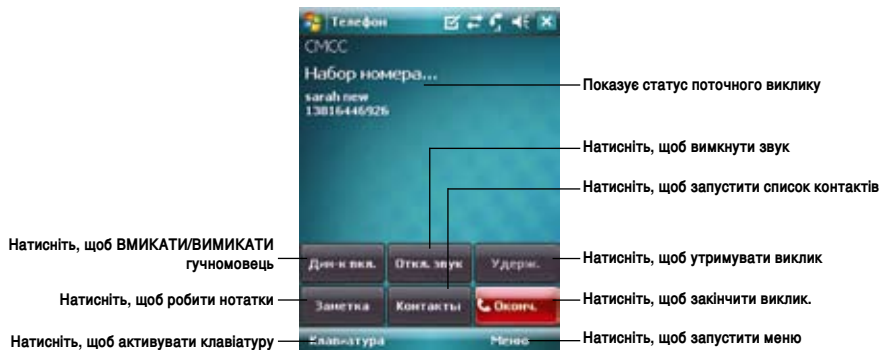 Телефон
CMCC
Набор номера...
sarah new
13816446926
Показує статус поточного виклику
Натисніть, щоб вимкнути звук
Натисніть, щоб запустити список контактів
Натисніть, щоб ВМИКАТИ/ВИМИКАТИ
гучномовець
Дин-к вкл.
Откл. звук
Удерж.
Натисніть, щоб утримувати виклик
Натисніть, щоб робити нотатки
Заметка
Контакты
Оконч.
Натисніть, щоб закінчити виклик.
Натисніть, щоб активувати клавіатуру
Клавиатура
Меню
Натисніть, щоб запустити меню